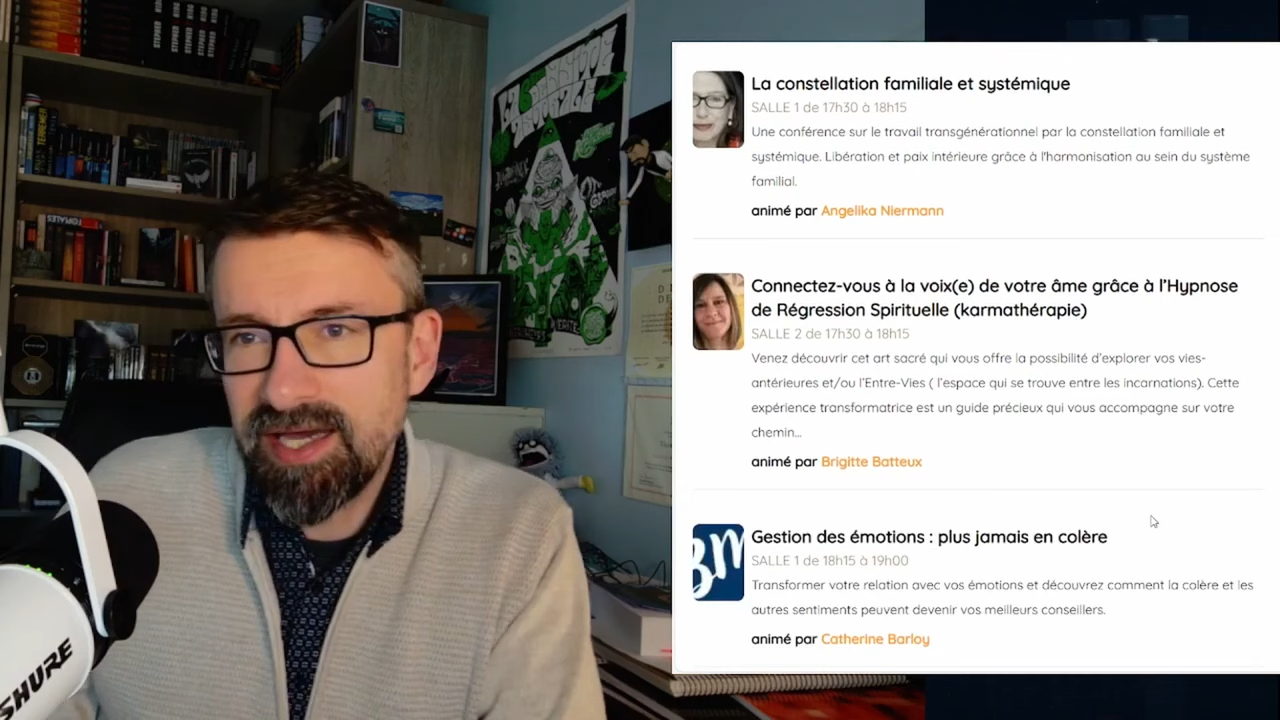 STEPHEN
STEPHEN
STEPHEN
TERREMER
UTOPIALES
SHURE
La constellation familiale et systémique
SALLE 1 de 17h30 à 18h15
Une conférence sur le travail transgénérationnel par la constellation familiale et
systémique. Libération et paix intérieure grâce à l'harmonisation au sein du système
familial.
animé par Angelika Niermann
Connectez-vous à la voix(e) de votre âme grâce à l'Hypnose
de Régression Spirituelle (karmathérapie)
SALLE 2 de 17h30 à 18h15
Venez découvrir cet art sacré qui vous offre la possibilité d'explorer vos vies-
antérieures et/ou l'Entre-Vies ( l'espace qui se trouve entre les incarnations). Cette
expérience transformatrice est un guide précieux qui vous accompagne sur votre
chemin...
animé par Brigitte Batteux
Gestion des émotions : plus jamais en colère
SALLE 1 de 18h15 à 19h00
Transformer votre relation avec vos émotions et découvrez comment la colère et les
autres sentiments peuvent devenir vos meilleurs conseillers.
animé par Catherine Barloy